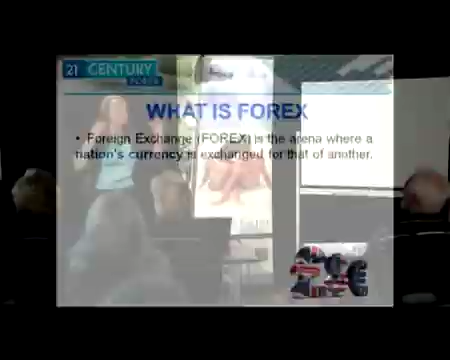 21 CENTURY
FOREX
WHAT IS FOREX
• Foreign Exchange (FOREX) is the arena where a
nation's currency is exchanged for that of another.